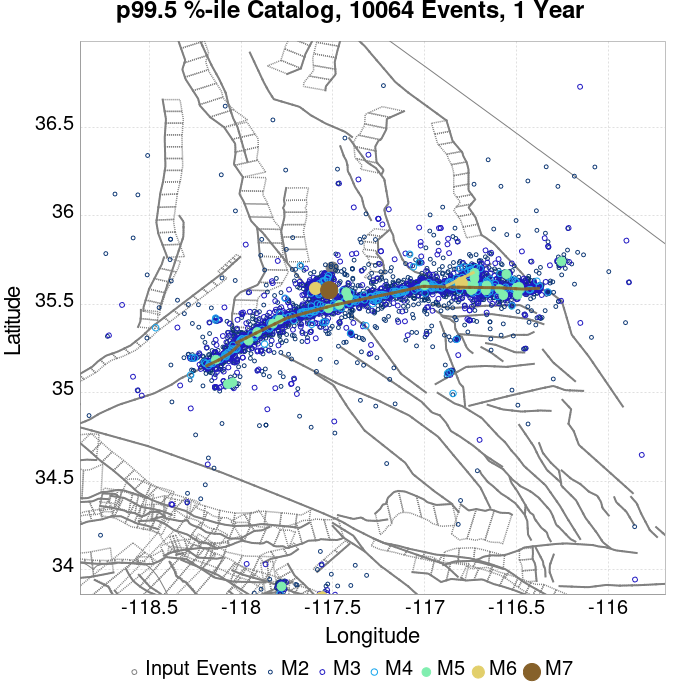 p99.5 %-ile Catalog, 10064 Events, 1 Year
36.5
36
35.5
35
34.5
34
Latitude
-118.5 -118 -117.5 -117 -116.5 -116
Longitude
Input Events M2 M3 M4 M5 M6 M7